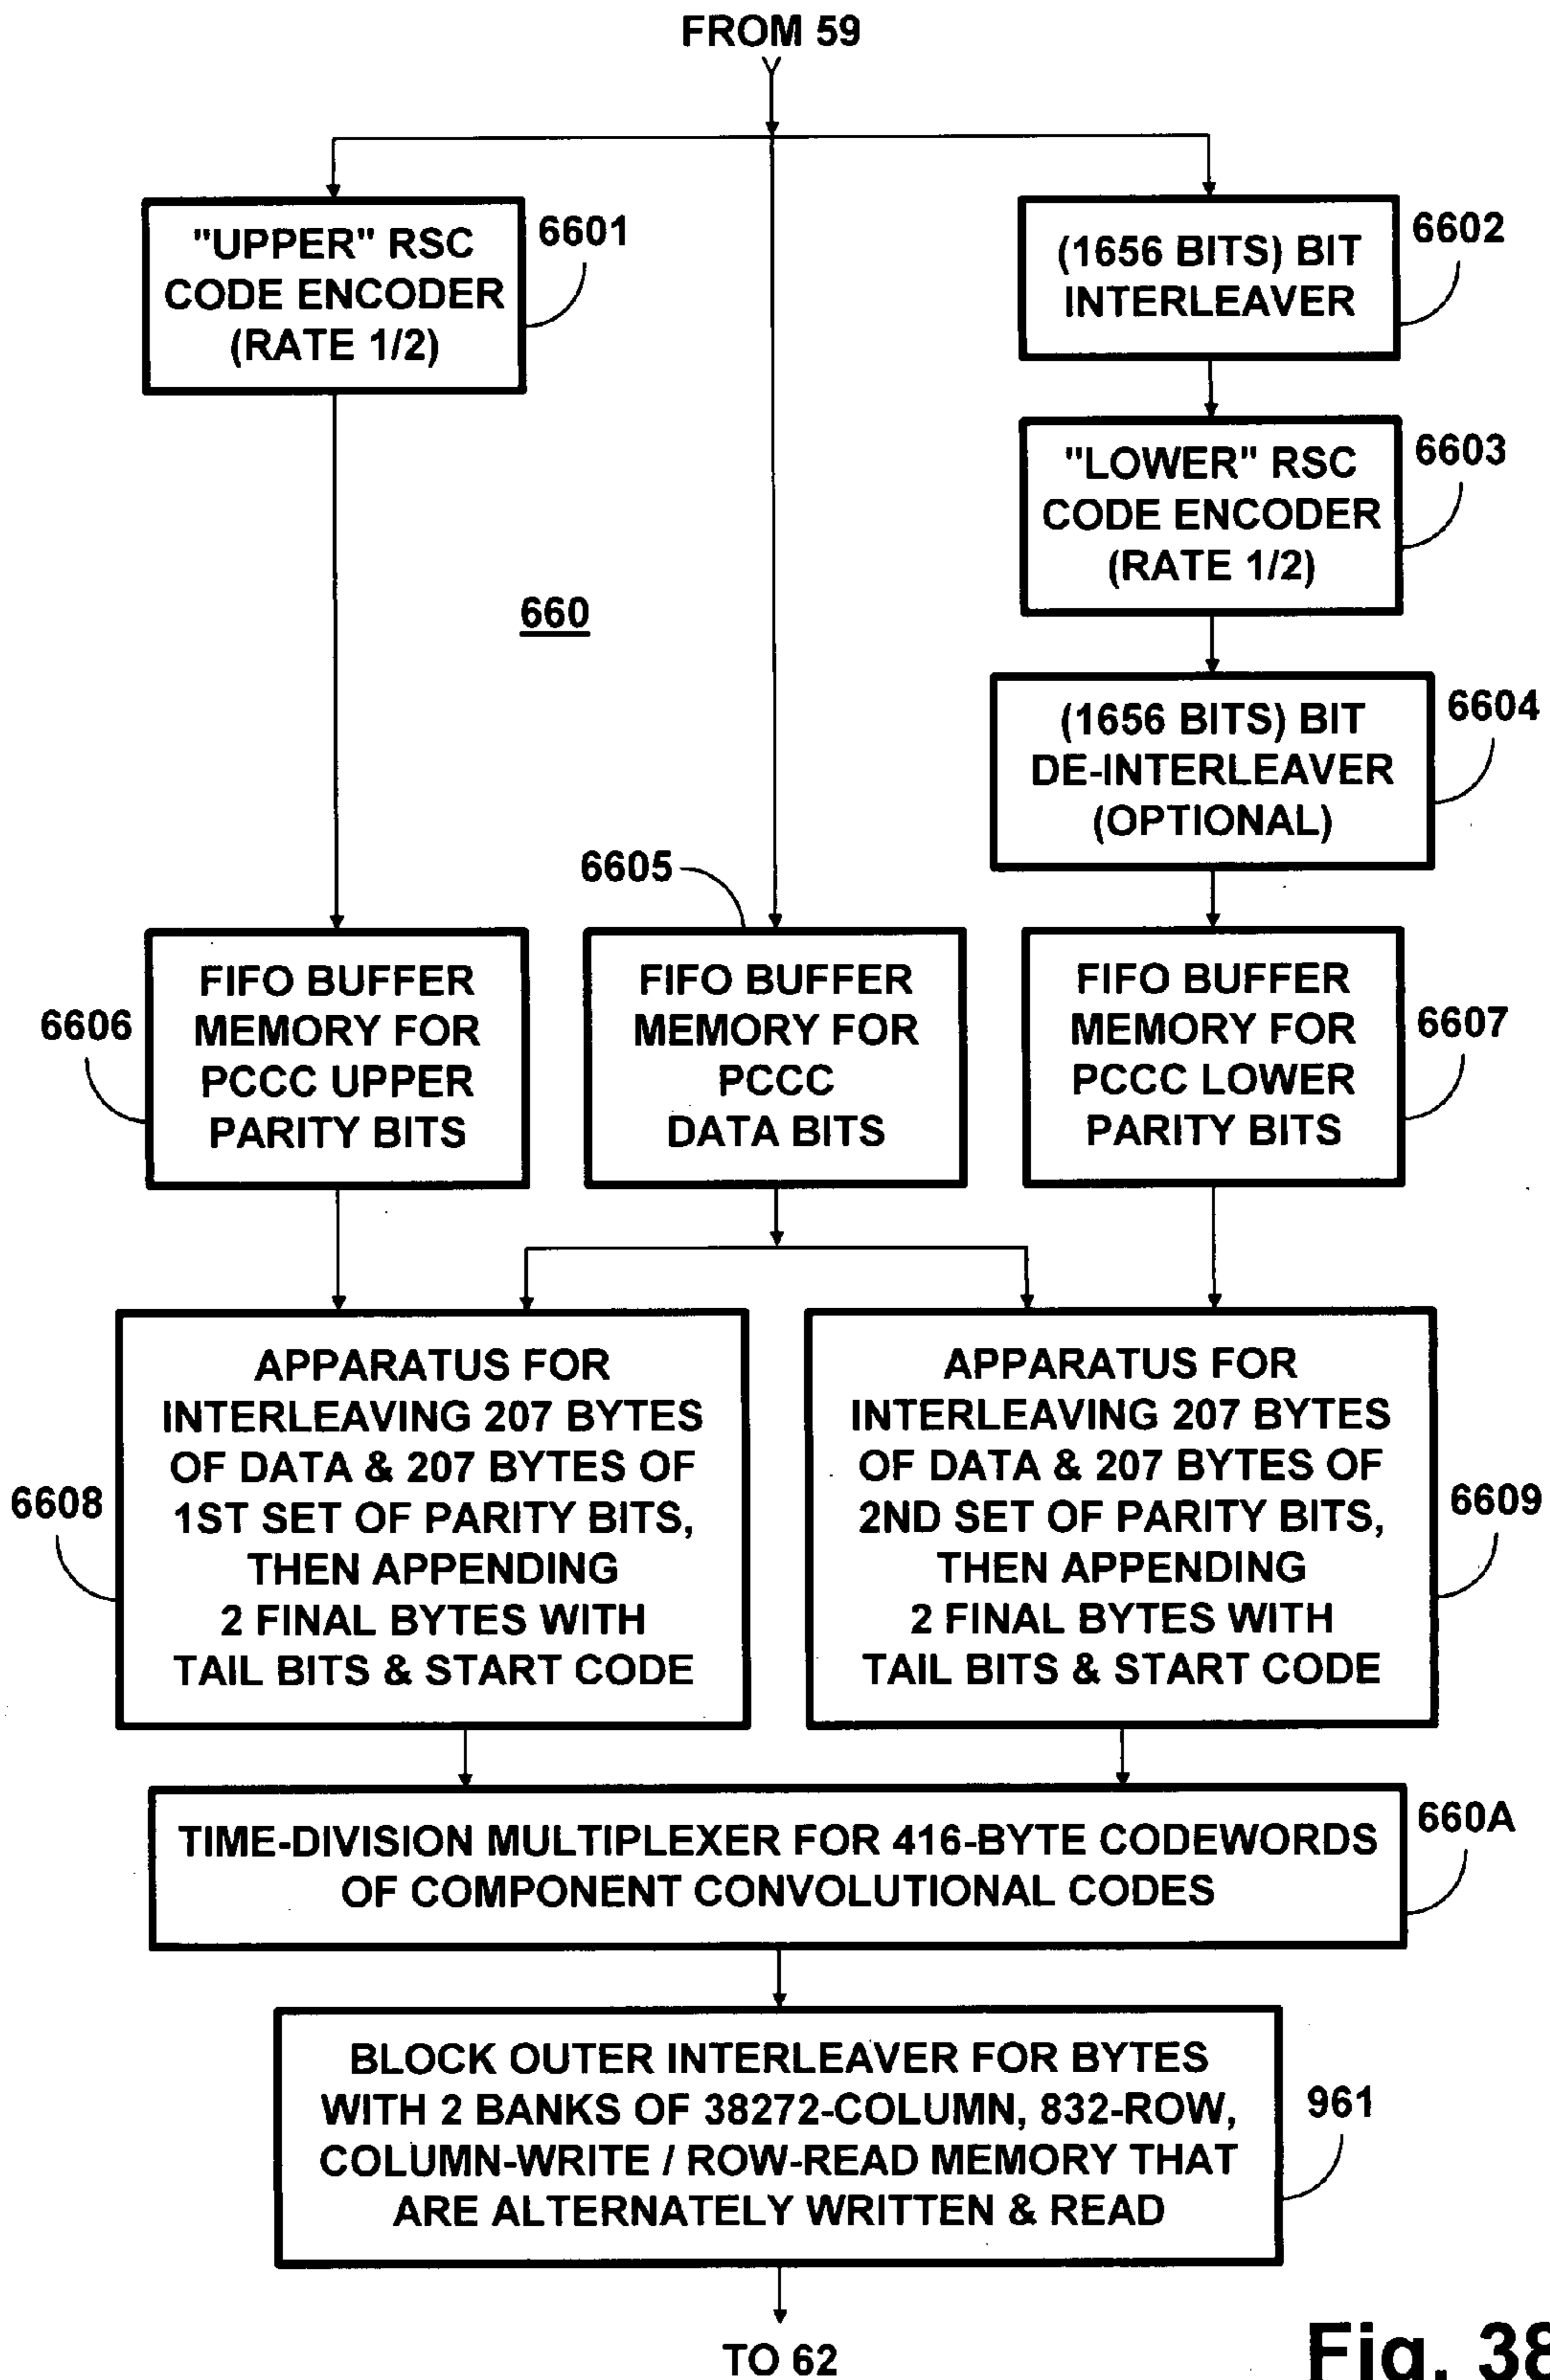 FROM 59
"UPPER" RSC
CODE ENCODER
(RATE 1/2)
6601
(1656 BITS) BIT
INTERLEAVER
6602
"LOWER" RSC
CODE ENCODER
(RATE 1/2)
6603
660
(1656 BITS) BIT
DE-INTERLEAVER
(OPTIONAL)
6604
6605
6606
FIFO BUFFER
MEMORY FOR
PCCC UPPER
PARITY BITS
FIFO BUFFER
MEMORY FOR
PCCC
DATA BITS
FIFO BUFFER
MEMORY FOR
PCCC LOWER
PARITY BITS
6607
6608
APPARATUS FOR
INTERLEAVING 207 BYTES
OF DATA & 207 BYTES OF
1ST SET OF PARITY BITS,
THEN APPENDING
2 FINAL BYTES WITH
TAIL BITS & START CODE
APPARATUS FOR
INTERLEAVING 207 BYTES
OF DATA & 207 BYTES OF
2ND SET OF PARITY BITS,
THEN APPENDING
2 FINAL BYTES WITH
TAIL BITS & START CODE
6609
TIME-DIVISION MULTIPLEXER FOR 416-BYTE CODEWORDS
OF COMPONENT CONVOLUTIONAL CODES
660A
BLOCK OUTER INTERLEAVER FOR BYTES
WITH 2 BANKS OF 38272-COLUMN, 832-ROW,
COLUMN-WRITE / ROW-READ MEMORY THAT
ARE ALTERNATELY WRITTEN & READ
961
TO 62
Fig. 38